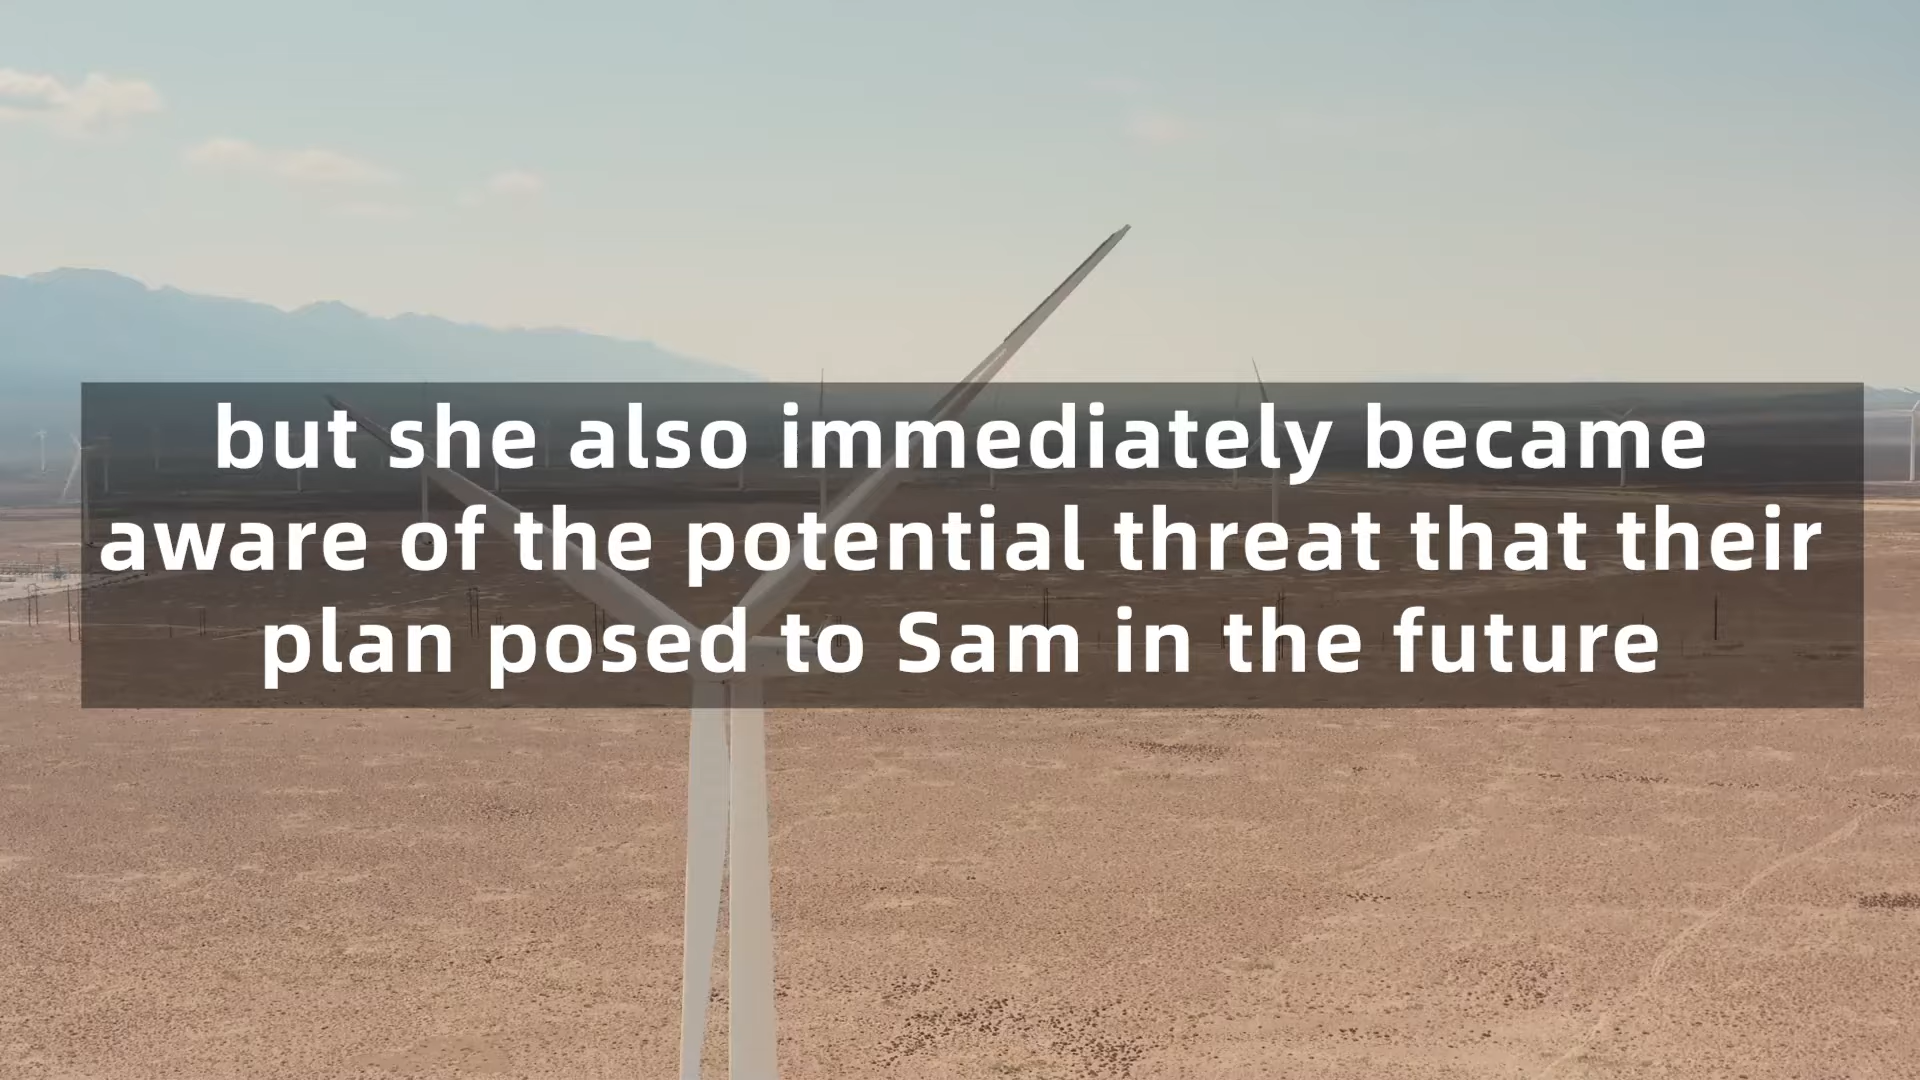 but she also immediately became
aware of the potential threat that their
plan posed to Sam in the future